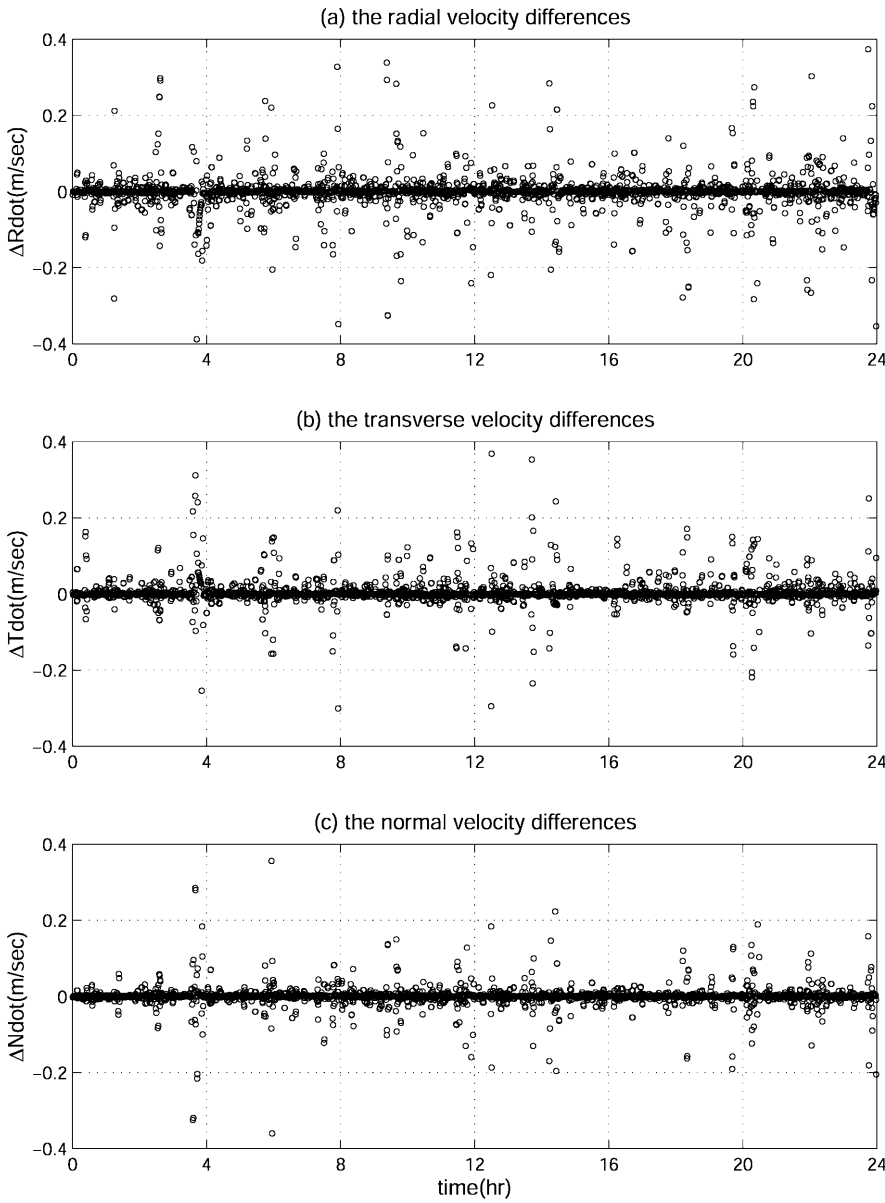 (a) the radial velocity differences
0.4
0.2
0
−0.2
−0.4
ΔRdot(m/sec)
0 4 8 12 16 20 24
(b) the transverse velocity differences
0.4
0.2
0
−0.2
−0.4
ΔTdot(m/sec)
0 4 8 12 16 20 24
(c) the normal velocity differences
0.4
0.2
0
−0.2
−0.4
ΔNdot(m/sec)
0 4 8 12 16 20 24
time(hr)